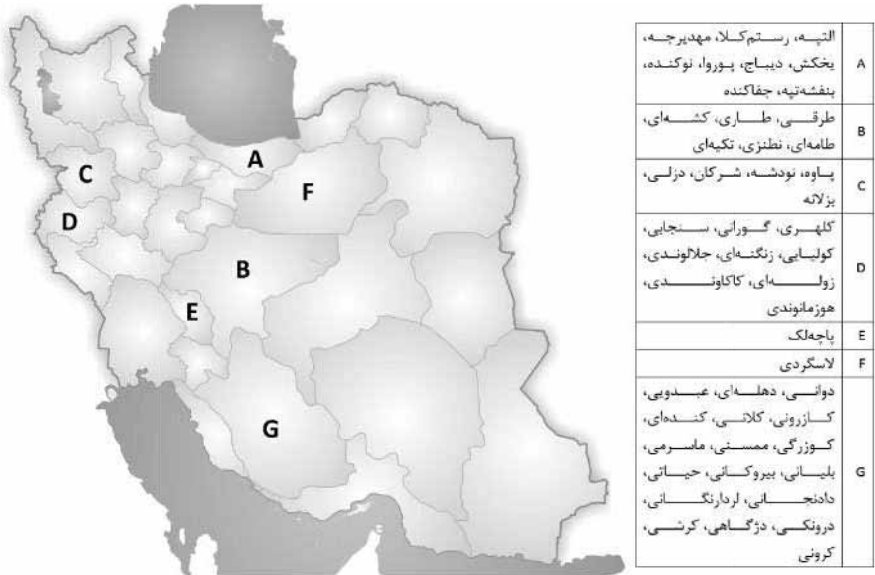 A
B
C
D
E
F
G
التپه، رستم‌کلا، مهدیرجه،
یخکش، دیباج، پوروا، نوکنده،
بنفشه‌تپه، جفاکنده
A
طرقی، طاری، کشه‌ای،
طامه‌ای، نطنزی، تکیه‌ای
B
پاوه، نودشه، شرکان، دزلی،
بزلانه
C
کلهری، گورانی، سنجابی،
کولیایی، زنگنه‌ای، جلالوندی،
زوله‌ای، کاکاوندی،
هوزمانوندی
D
پاچه‌لک
E
لاسگردی
F
دوانی، دهله‌ای، عبدویی،
کازرونی، کلانی، کنده‌ای،
کوزرگی، ممسنی، ماسرمی،
بلیانی، بیروکانی، حیاتی،
دادنجانی، لردارنگانی،
درونکی، دژگاهی، کرشی،
کرونی
G